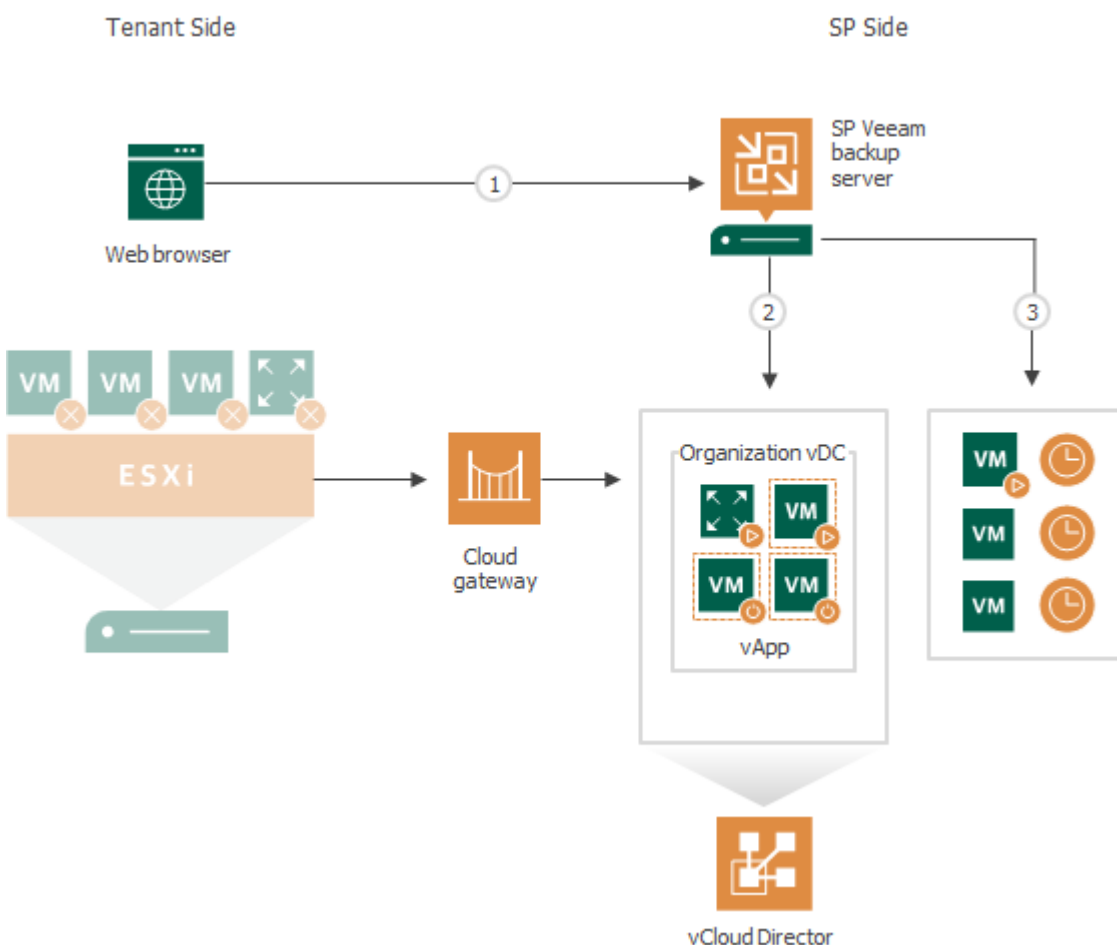 Tenant Side
SP Side
SP Veeam
backup
server
1
Web browser
2
3
VM
VM
VM
ESXi
Cloud
gateway
Organization vDC
VM
VM
VM
vApp
VM
VM
VM
vCloud Director